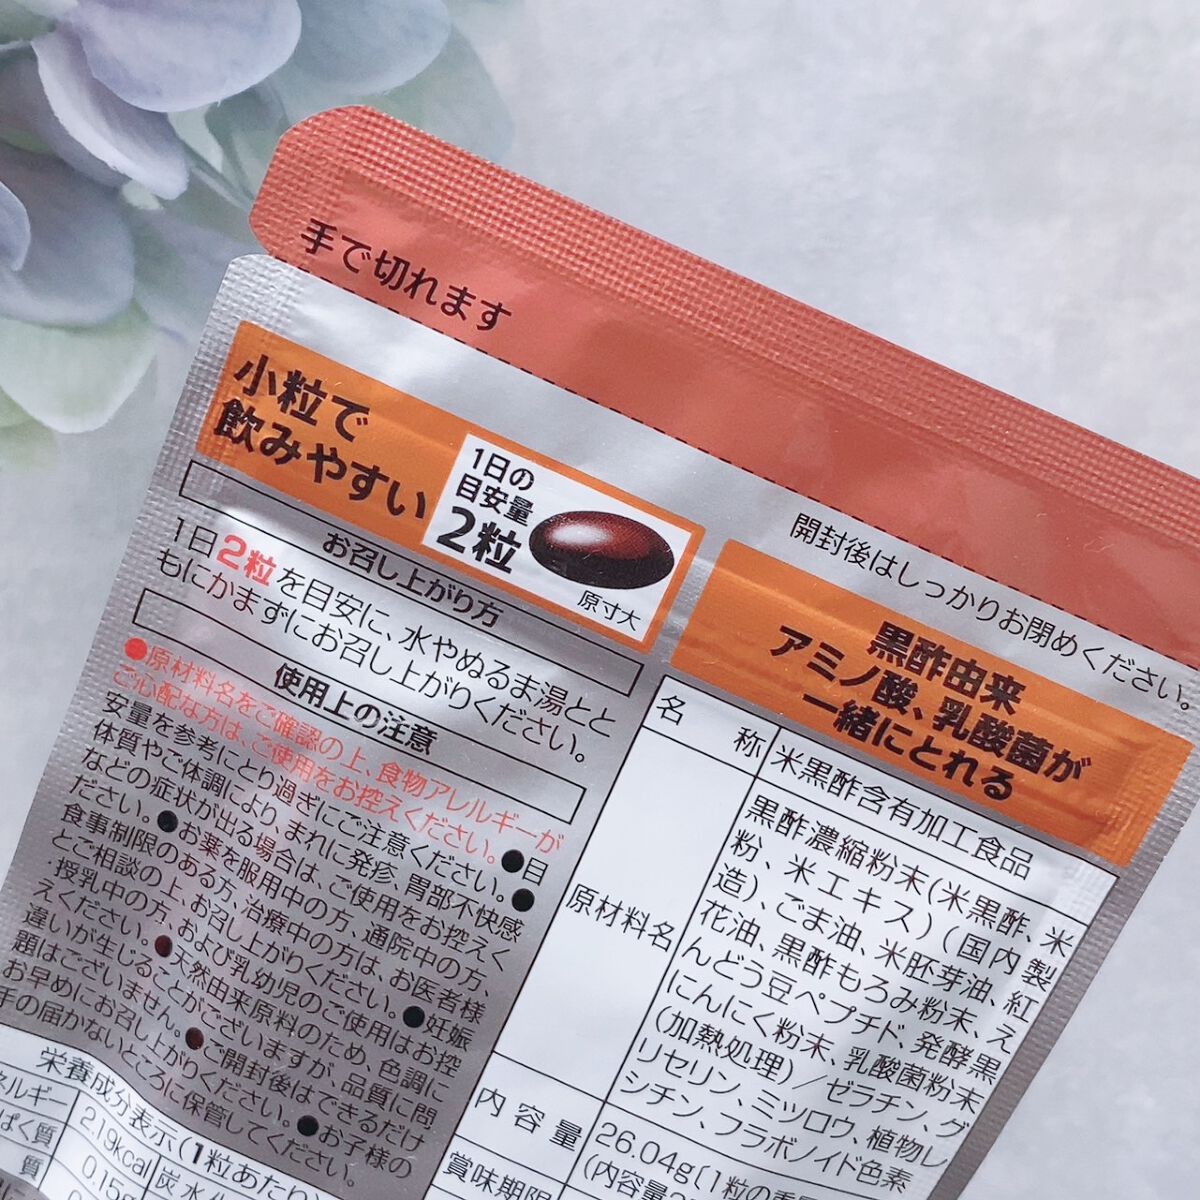 手で切れます
開封後はしっかりお閉めください。
小粒で
飲みやすい
1日の
目安量
2粒
原寸大
黒酢由来
アミノ酸、乳酸菌が
一緒にとれる
お召し上がり方
1日2粒を目安に、水やぬるま湯とと
もにかまずにお召し上がりください。
使用上の注意
●原材料名をご確認の上、食物アレルギーが
ご心配な方は、ご使用をお控えください。●目
安量を参考にとり過ぎにご注意ください。●
体質やご体調により、まれに発疹、胃部不快感
などの症状が出る場合は、ご使用をお控えく
ださい。●お薬を服用中の方、通院中の方、
食事制限のある方、治療中の方は、お医者様
とご相談の上、お召し上がりください。●妊娠
・授乳中の方、および乳幼児のご使用はお控
えください。●天然由来原料のため、色調に
違いが生じることがございますが、品質に問
題はございません。●ご開封後はできるだけ
お早めにお召し上がりください。●お子様の
手の届かないところに保管してください。
栄養成分表示(1粒あたり)
ネルギー 2.19kcal 炭水化
ぱく質 0.15g
質
名 称 米黒酢含有加工食品
原材料名 黒酢濃縮粉末(米黒酢、米
粉、米エキス)(国内製
造)、ごま油、米胚芽油、紅
花油、黒酢もろみ粉末、え
んどう豆ペプチド、発酵黒
にんにく粉末、乳酸菌粉末
(加熱処理)／ゼラチン、グ
リセリン、ミツロウ、植物レ
シチン、フラボノイド色素
内容量 26.04g(1粒の重
(内容量
賞味期限